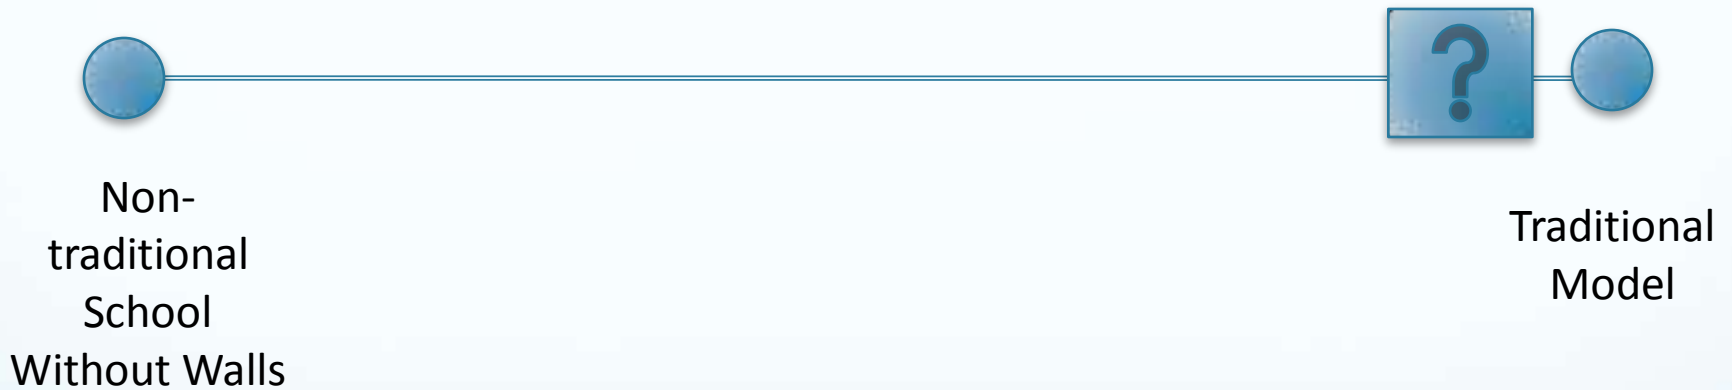 ?
Non-
traditional
School
Without Walls
Traditional
Model